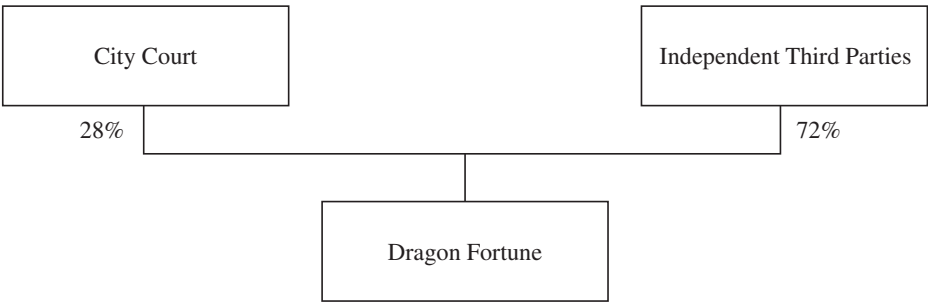 City Court
Independent Third Parties
28%
72%
Dragon Fortune